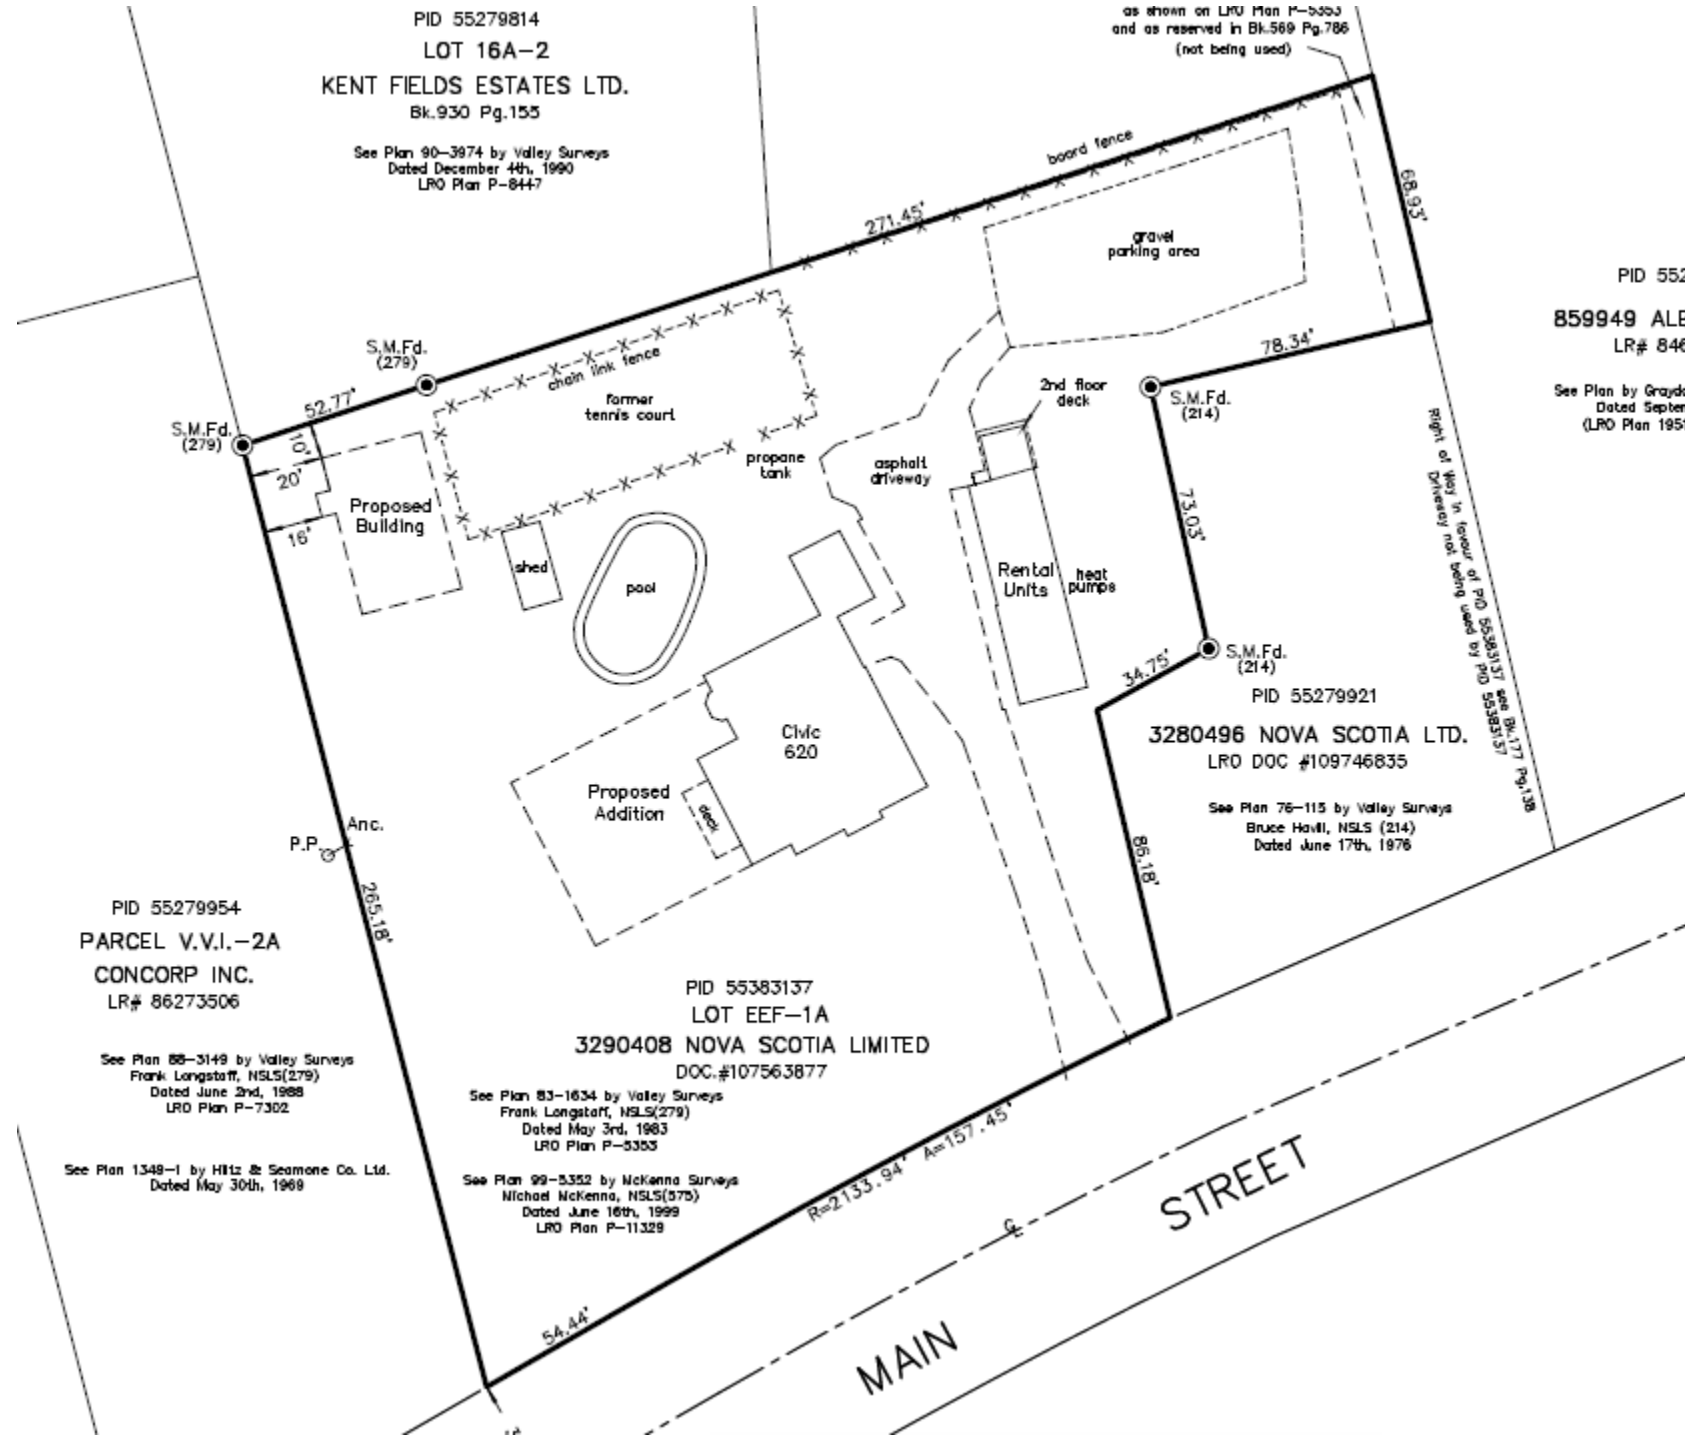 PID 55279814
LOT 16A-2
KENT FIELDS ESTATES LTD.
Bk.930 Pg.155
See Plan 90-3974 by Valley Surveys
Dated December 4th, 1990
LRO Plan P-8447
as shown on LRO Plan P-5353
and as reserved in Bk.569 Pg.786
(not being used)
board fence
271.45'
68.93'
gravel
parking area
78.34'
PID 552
859949 ALB
LR# 846
See Plan by Grayd
Dated Septem
(LRO Plan 1951
S.M.Fd.
(279)
52.77'
S.M.Fd.
(279)
10'
20'
16'
Proposed
Building
chain link fence
former
tennis court
propane
tank
asphalt
driveway
2nd floor
deck
S.M.Fd.
(214)
73.03'
Right of Way in favour of PID 55383137 see Bk.177 Pg.138
Driveway not being used by PID 55383137
shed
pool
Rental
Units
heat
pumps
S.M.Fd.
(214)
34.75'
PID 55279921
3280496 NOVA SCOTIA LTD.
LRO DOC #109746835
See Plan 76-115 by Valley Surveys
Bruce Havill, NSLS (214)
Dated June 17th, 1976
Civic
620
Proposed
Addition
deck
86.18'
Anc.
P.P.
265.18'
PID 55279954
PARCEL V.V.I.-2A
CONCORP INC.
LR# 86273506
See Plan 88-3149 by Valley Surveys
Frank Longstaff, NSLS(279)
Dated June 2nd, 1988
LRO Plan P-7302
See Plan 1349-1 by Hiltz & Seamone Co. Ltd.
Dated May 30th, 1969
PID 55383137
LOT EEF-1A
3290408 NOVA SCOTIA LIMITED
DOC.#107563877
See Plan 83-1634 by Valley Surveys
Frank Longstaff, NSLS(279)
Dated May 3rd, 1983
LRO Plan P-5353
See Plan 99-5352 by McKenna Surveys
Michael McKenna, NSLS(575)
Dated June 16th, 1999
LRO Plan P-11329
R=2133.94' A=157.45'
54.44'
MAIN STREET